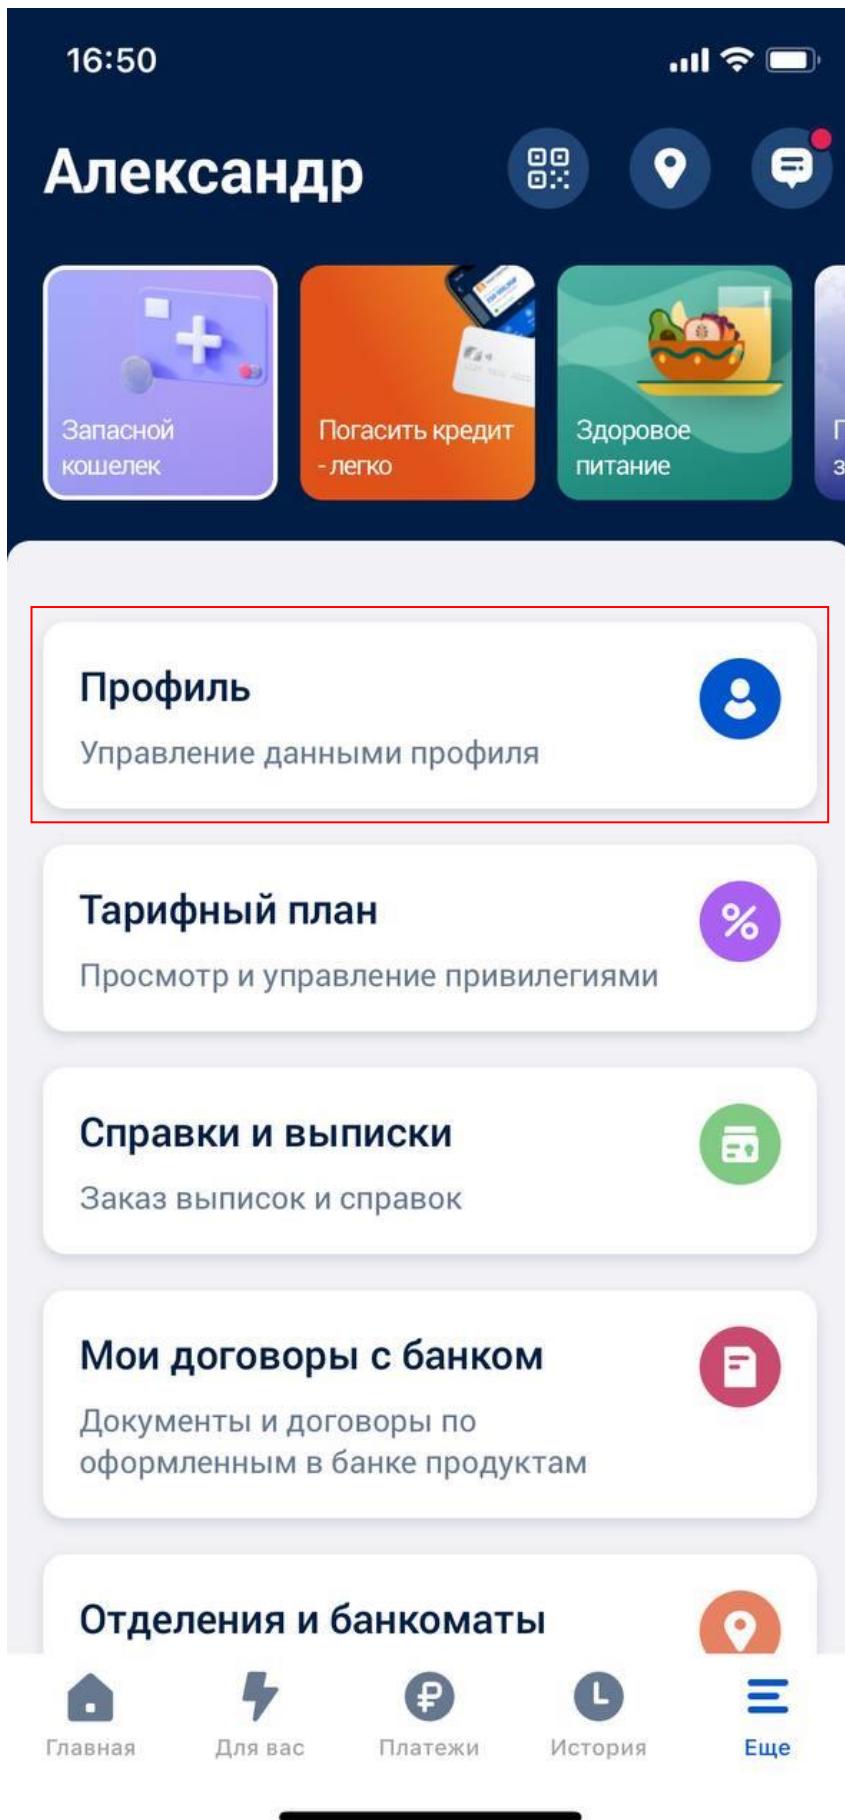 16:50
Александр
Запасной
кошелек
Погасить кредит
- легко
Здоровое
питание
Профиль
Управление данными профиля
Тарифный план
Просмотр и управление привилегиями
Справки и выписки
Заказ выписок и справок
Мои договоры с банком
Документы и договоры по
оформленным в банке продуктам
Отделения и банкоматы
Главная
Для вас
Платежи
История
Еще